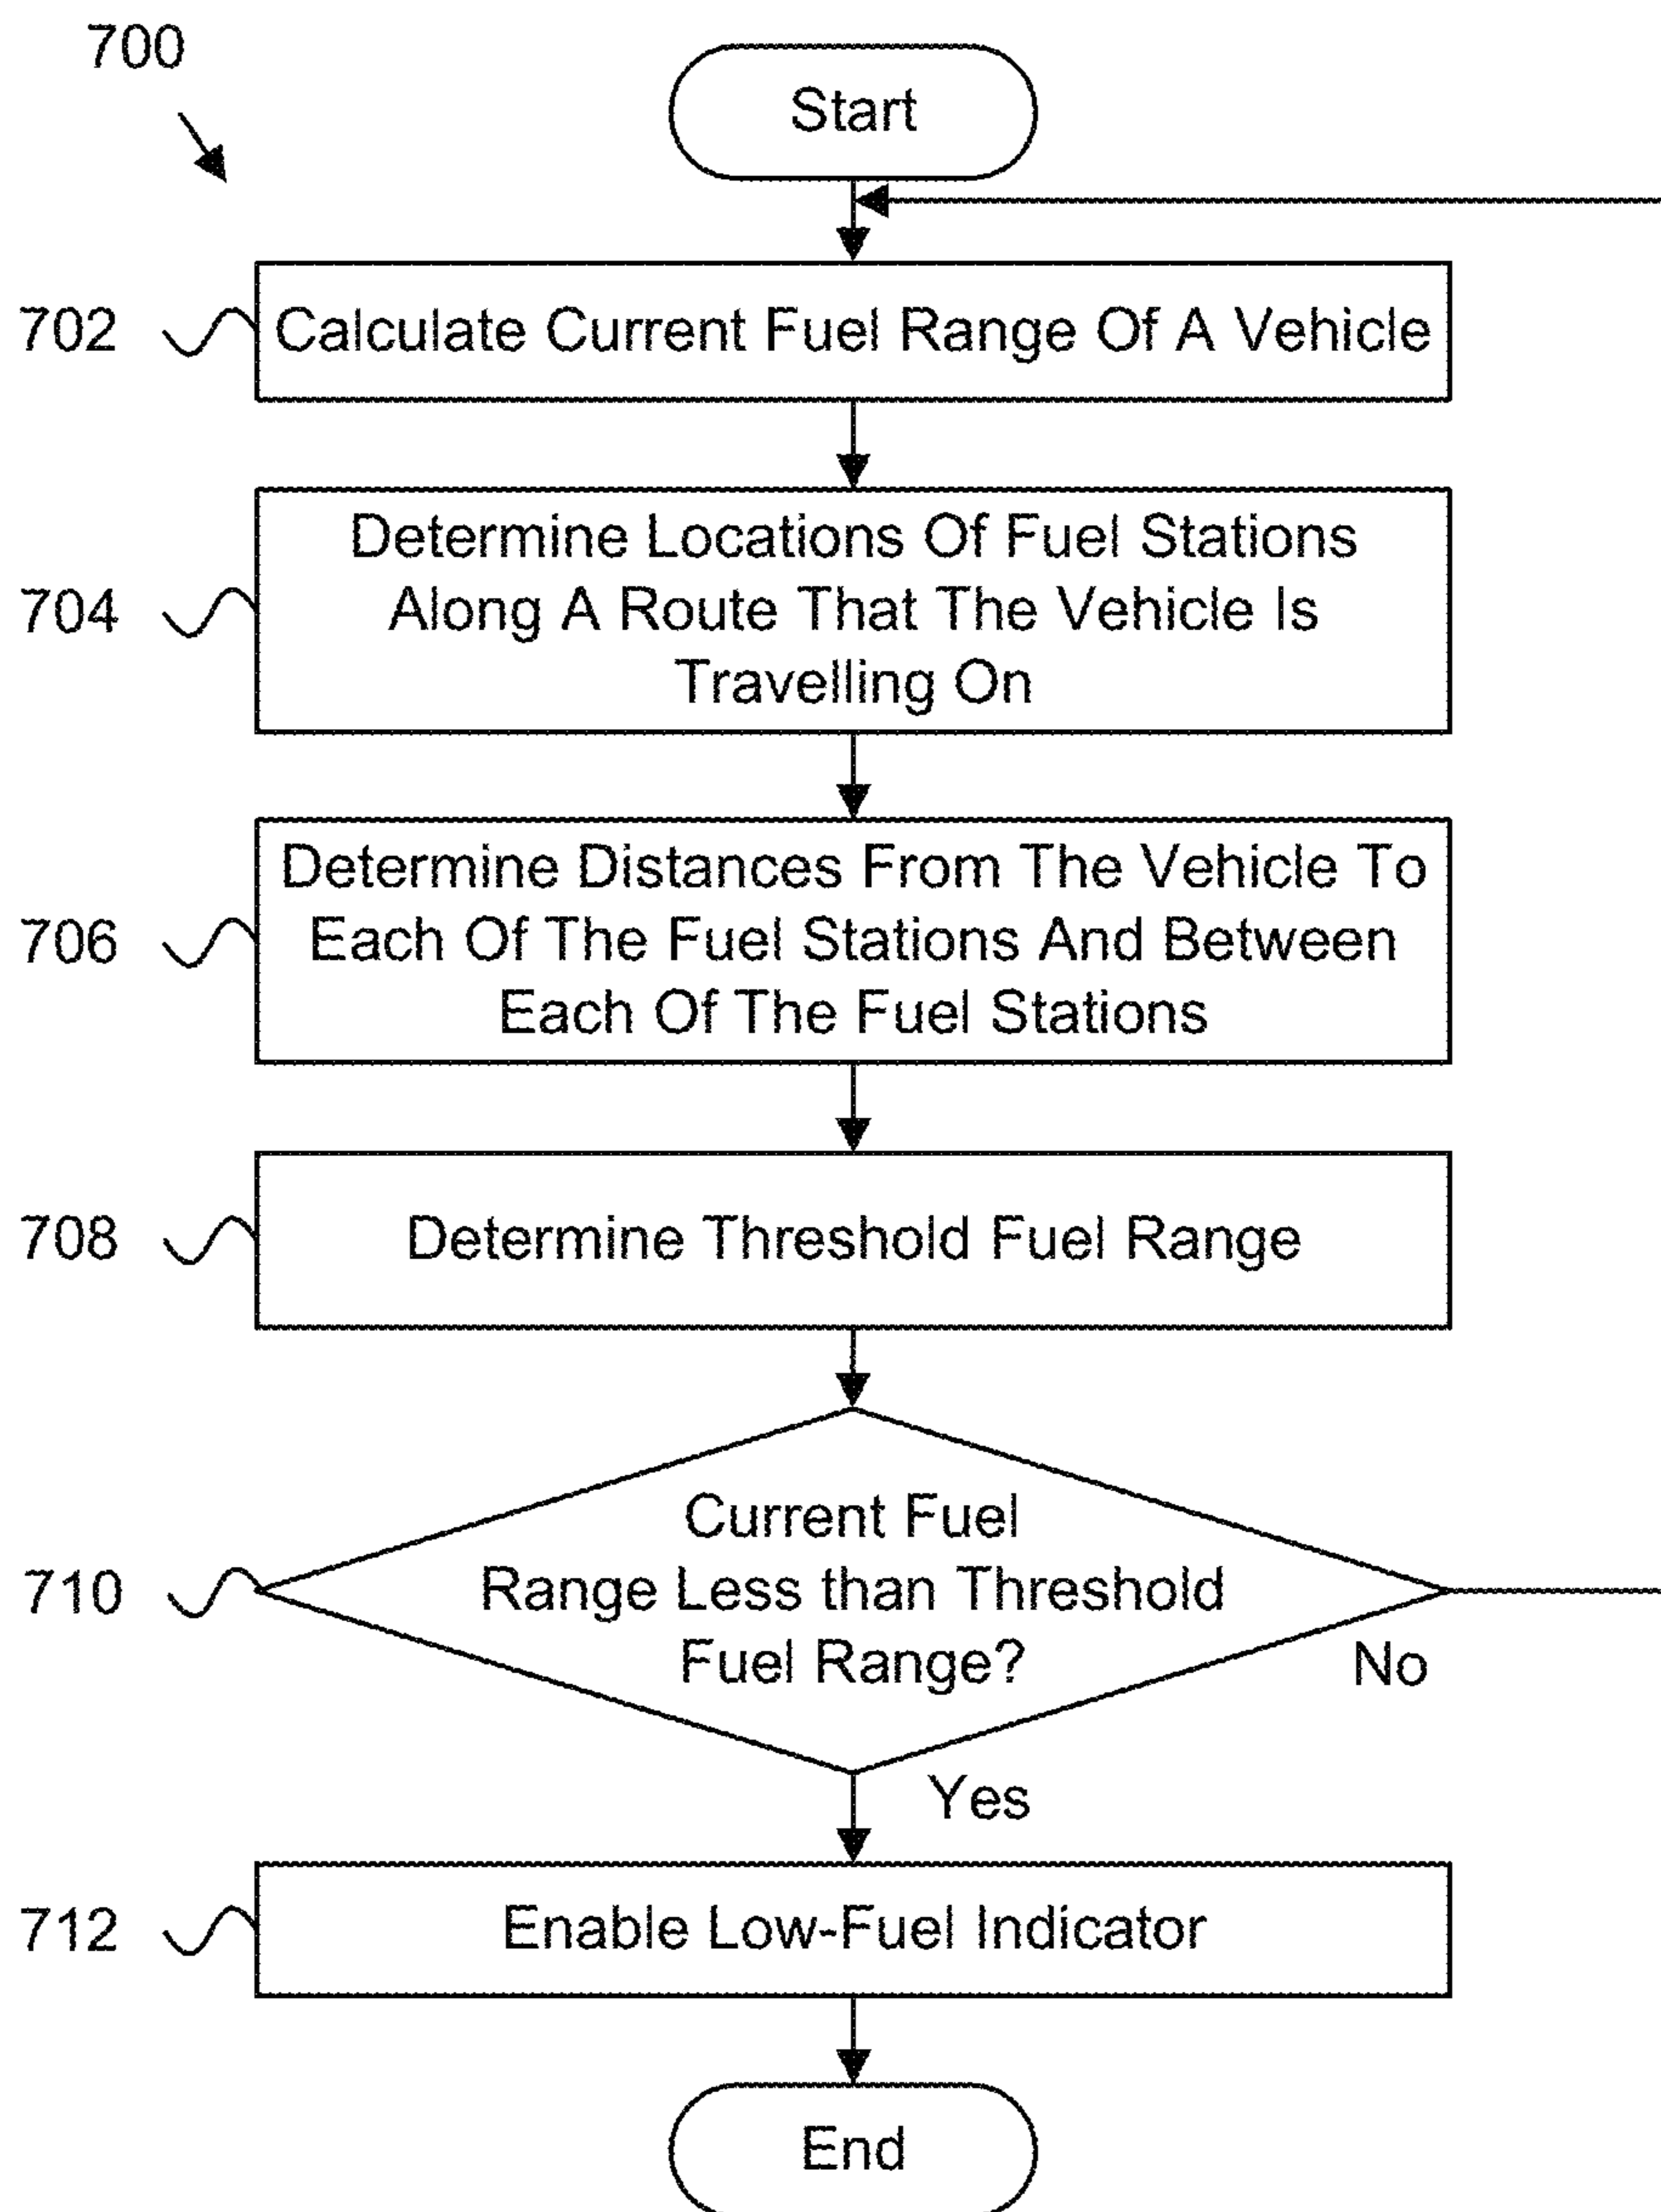 700
Start
702
Calculate Current Fuel Range Of A Vehicle
704
Determine Locations Of Fuel Stations
Along A Route That The Vehicle Is
Travelling On
706
Determine Distances From The Vehicle To
Each Of The Fuel Stations And Between
Each Of The Fuel Stations
708
Determine Threshold Fuel Range
710
Current Fuel
Range Less than Threshold
Fuel Range?
No
Yes
712
Enable Low-Fuel Indicator
End